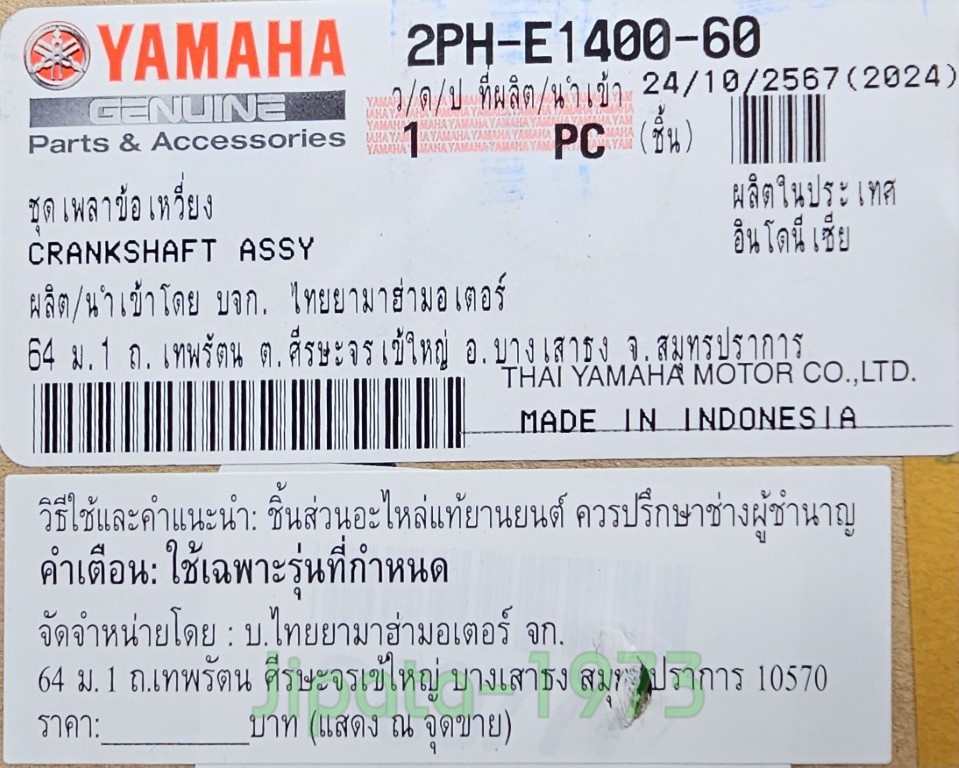 YAMAHA
2PH-E1400-60
GENUINE
Parts & Accessories
ว/ด/ป ที่ผลิต/นำเข้า 24/10/2567(2024)
1 PC (ชิ้น)
ชุดเพลาข้อเหวี่ยง
ผลิตในประเทศ
CRANKSHAFT ASSY
อินโดนีเซีย
ผลิต/นำเข้าโดย บจก. ไทยยามาฮ่ามอเตอร์
64 ม.1 ถ.เทพรัตน ต.ศีรษะจรเข้ใหญ่ อ.บางเสาธง จ.สมุทรปราการ
THAI YAMAHA MOTOR CO.,LTD.
MADE IN INDONESIA
วิธีใช้และคำแนะนำ: ชิ้นส่วนอะไหล่แท้ยานยนต์ ควรปรึกษาช่างผู้ชำนาญ
คำเตือน: ใช้เฉพาะรุ่นที่กำหนด
จัดจำหน่ายโดย : บ.ไทยยามาฮ่ามอเตอร์ จก.
64 ม.1 ถ.เทพรัตน ศีรษะจรเข้ใหญ่ บางเสาธง สมุทรปราการ 10570
Jipata-1973
ราคา:__________บาท (แสดง ณ จุดขาย)